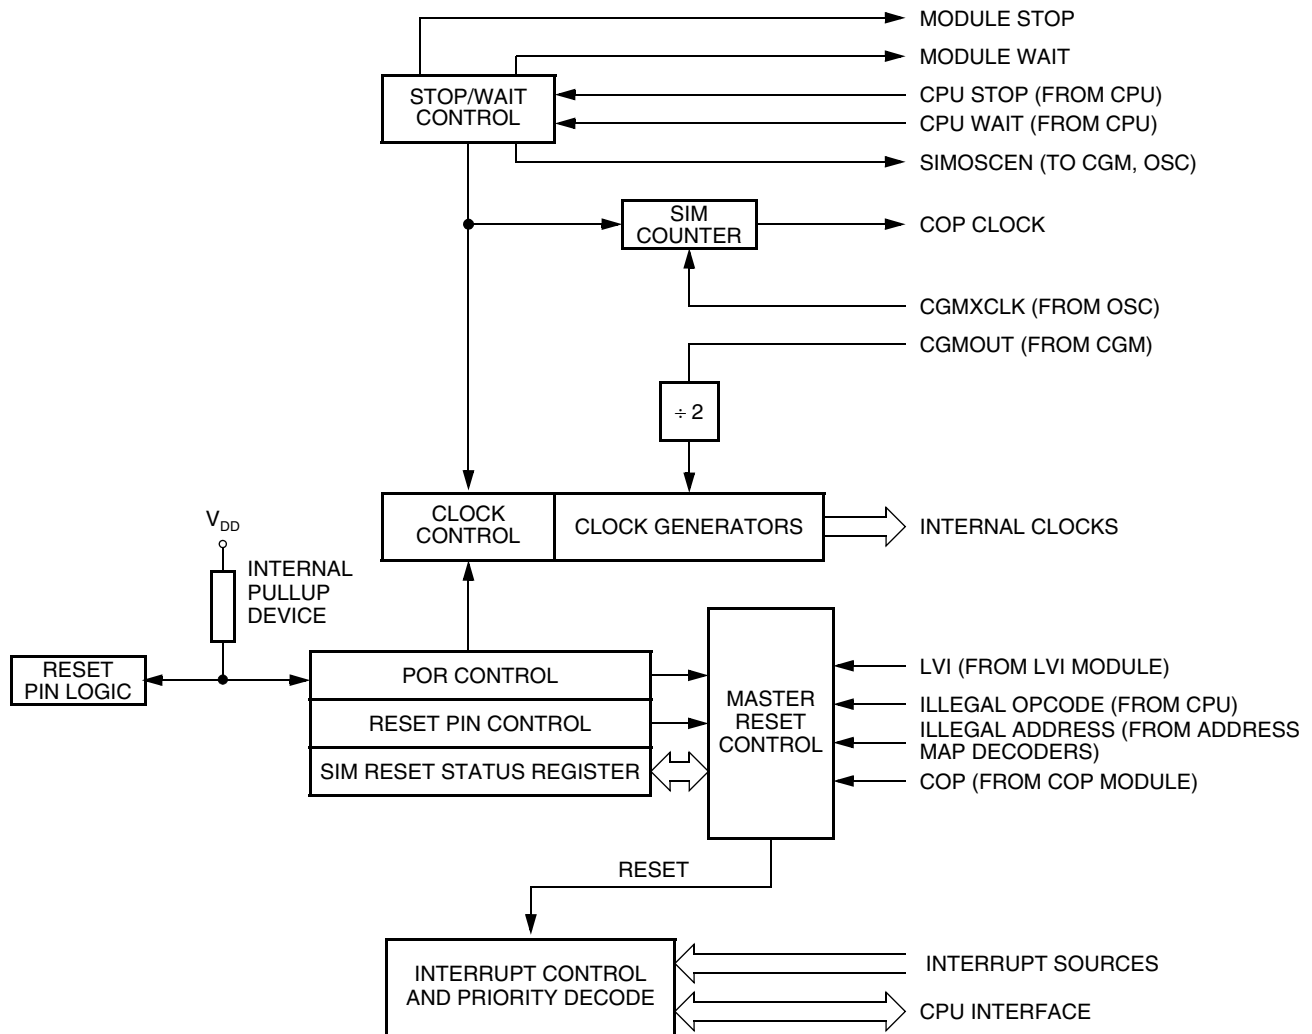 MODULE STOP
MODULE WAIT
STOP/WAIT
CONTROL
CPU STOP (FROM CPU)
CPU WAIT (FROM CPU)
SIMOSCEN (TO CGM, OSC)
SIM
COUNTER
COP CLOCK
CGMXCLK (FROM OSC)
CGMOUT (FROM CGM)
÷ 2
CLOCK
CONTROL
CLOCK GENERATORS
INTERNAL CLOCKS
VDD
INTERNAL
PULLUP
DEVICE
RESET
PIN LOGIC
POR CONTROL
RESET PIN CONTROL
SIM RESET STATUS REGISTER
MASTER
RESET
CONTROL
LVI (FROM LVI MODULE)
ILLEGAL OPCODE (FROM CPU)
ILLEGAL ADDRESS (FROM ADDRESS
MAP DECODERS)
COP (FROM COP MODULE)
RESET
INTERRUPT CONTROL
AND PRIORITY DECODE
INTERRUPT SOURCES
CPU INTERFACE